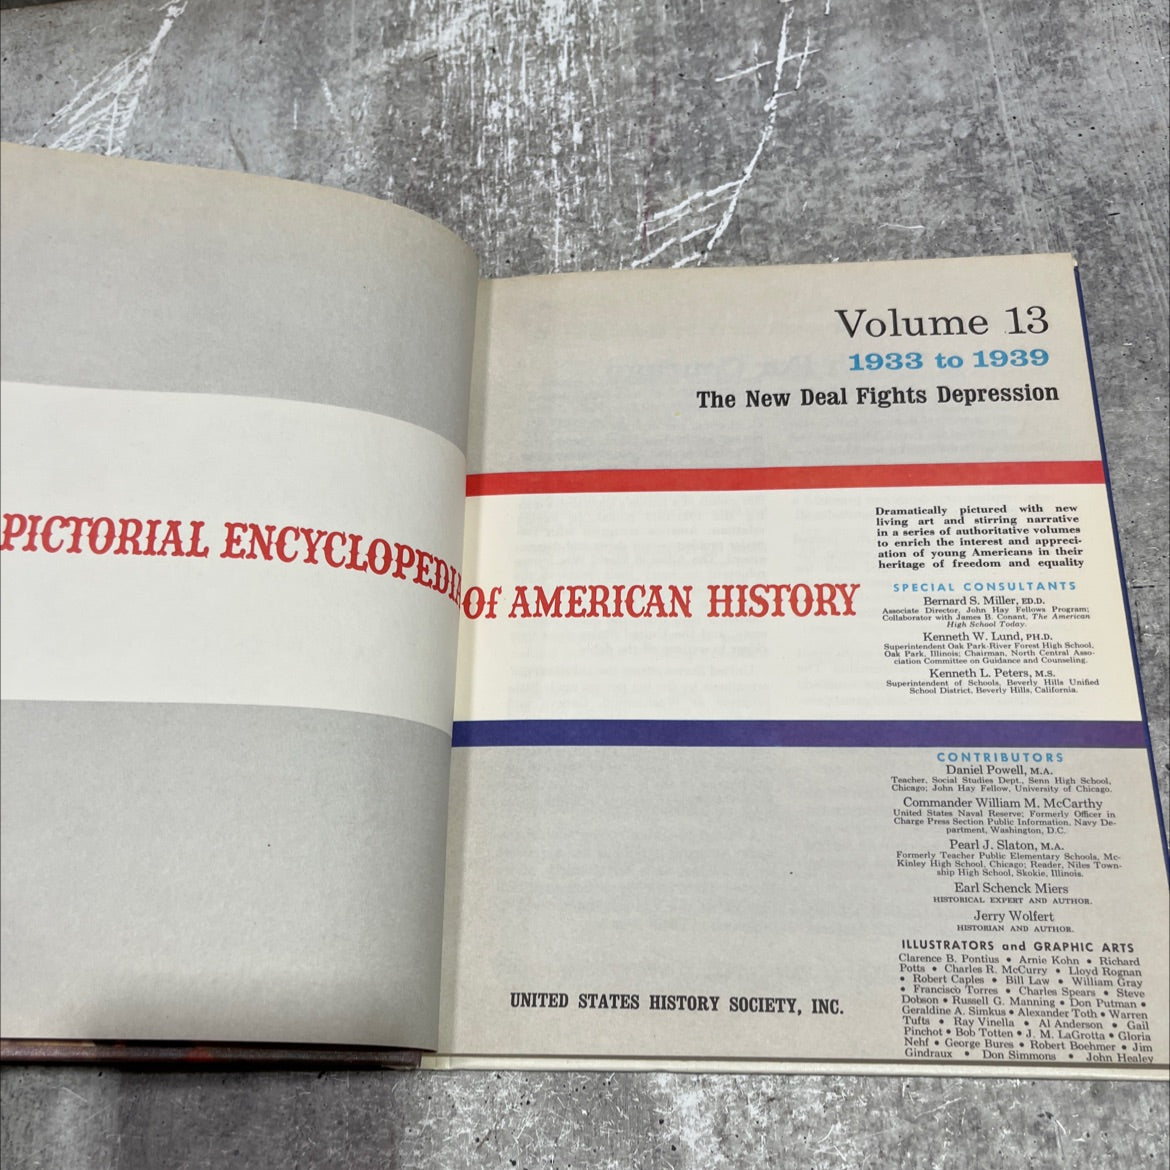 Volume 13
1933 to 1939
The New Deal Fights Depression
PICTORIAL ENCYCLOPEDIA of AMERICAN HISTORY
Dramatically pictured with new
living art and stirring narrative
in a series of authoritative volumes
to enrich the interest and appreci-
ation of young Americans in their
heritage of freedom and equality
SPECIAL CONSULTANTS
Bernard S. Miller, ED.D.
Associate Director, John Hay Fellows Program;
Collaborator with James B. Conant, The American
High School Today.
Kenneth W. Lund, PH.D.
Superintendent Oak Park-River Forest High School,
Oak Park, Illinois; Chairman, North Central Asso-
ciation Committee on Guidance and Counseling.
Kenneth L. Peters, M.S.
Superintendent of Schools, Beverly Hills Unified
School District, Beverly Hills, California.
CONTRIBUTORS
Daniel Powell, M.A.
Teacher, Social Studies Dept., Senn High School,
Chicago; John Hay Fellow, University of Chicago.
Commander William M. McCarthy
United States Naval Reserve; Formerly Officer in
Charge Press Section Public Information, Navy De-
partment, Washington, D.C.
Pearl J. Slaton, M.A.
Formerly Teacher Public Elementary Schools, Mc-
Kinley High School, Chicago; Reader, Niles Town-
ship High School, Skokie, Illinois.
Earl Schenck Miers
HISTORICAL EXPERT AND AUTHOR.
Jerry Wolfert
HISTORIAN AND AUTHOR.
ILLUSTRATORS and GRAPHIC ARTS
Clarence B. Pontius • Arnie Kohn • Richard
Potts • Charles R. McCurry • Lloyd Rognan
• Robert Caples • Bill Law • William Gray
• Francisco Torres • Charles Spears • Steve
Dobson • Russell G. Manning • Don Putman •
Geraldine A. Simkus • Alexander Toth • Warren
Tufts • Ray Vinella • Al Anderson • Gail
Pinchot • Bob Totten • J. M. LaGrotta • Gloria
Nehf • George Bures • Robert Boehmer • Jim
Gindraux • Don Simmons • John Healey
UNITED STATES HISTORY SOCIETY, INC.